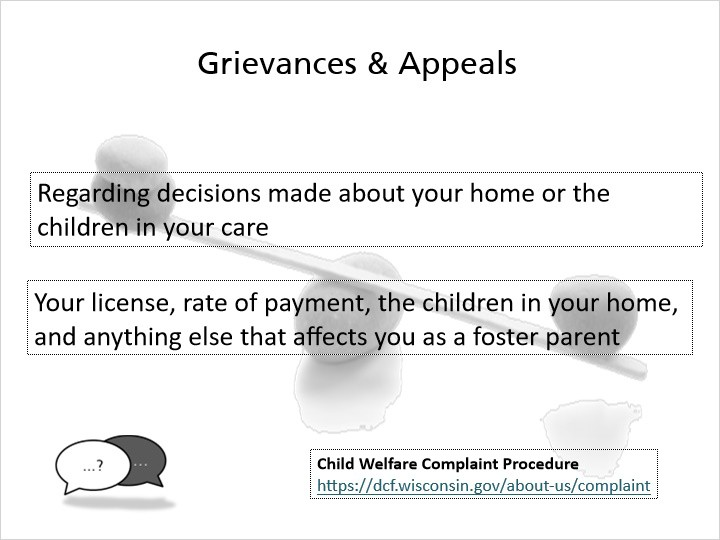 Grievances & Appeals
Regarding decisions made about your home or the
children in your care
Your license, rate of payment, the children in your home,
and anything else that affects you as a foster parent
...?
...
Child Welfare Complaint Procedure
https://dcf.wisconsin.gov/about-us/complaint